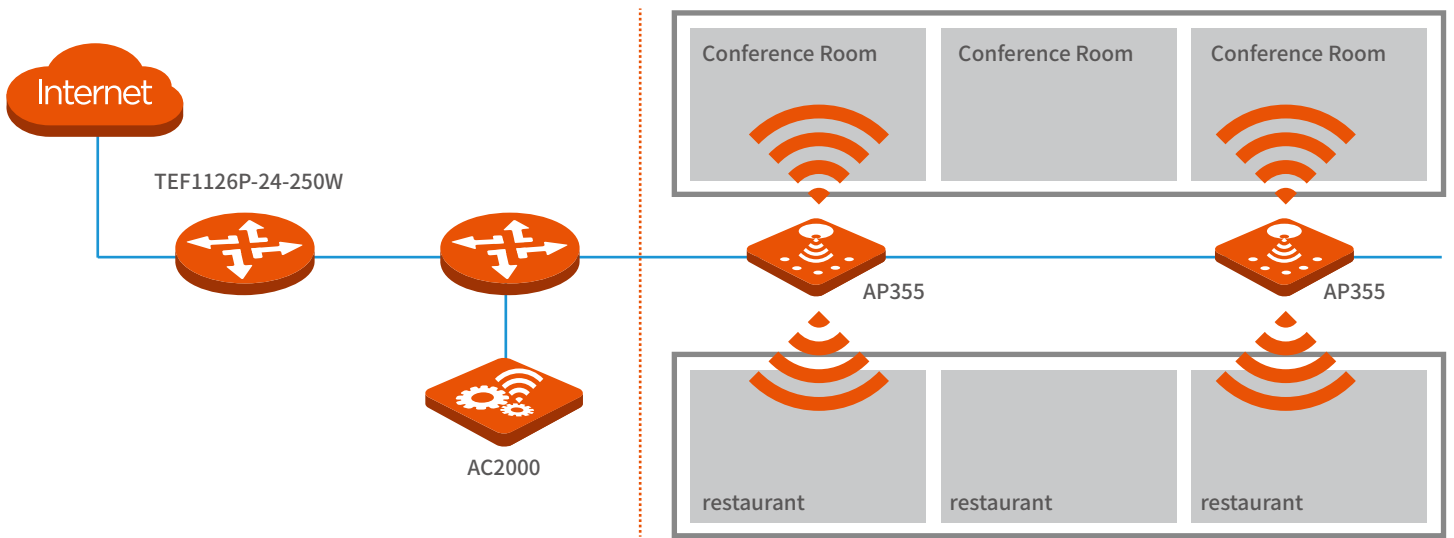 Internet
TEF1126P-24-250W
AC2000
Conference Room
Conference Room
Conference Room
AP355
AP355
restaurant
restaurant
restaurant